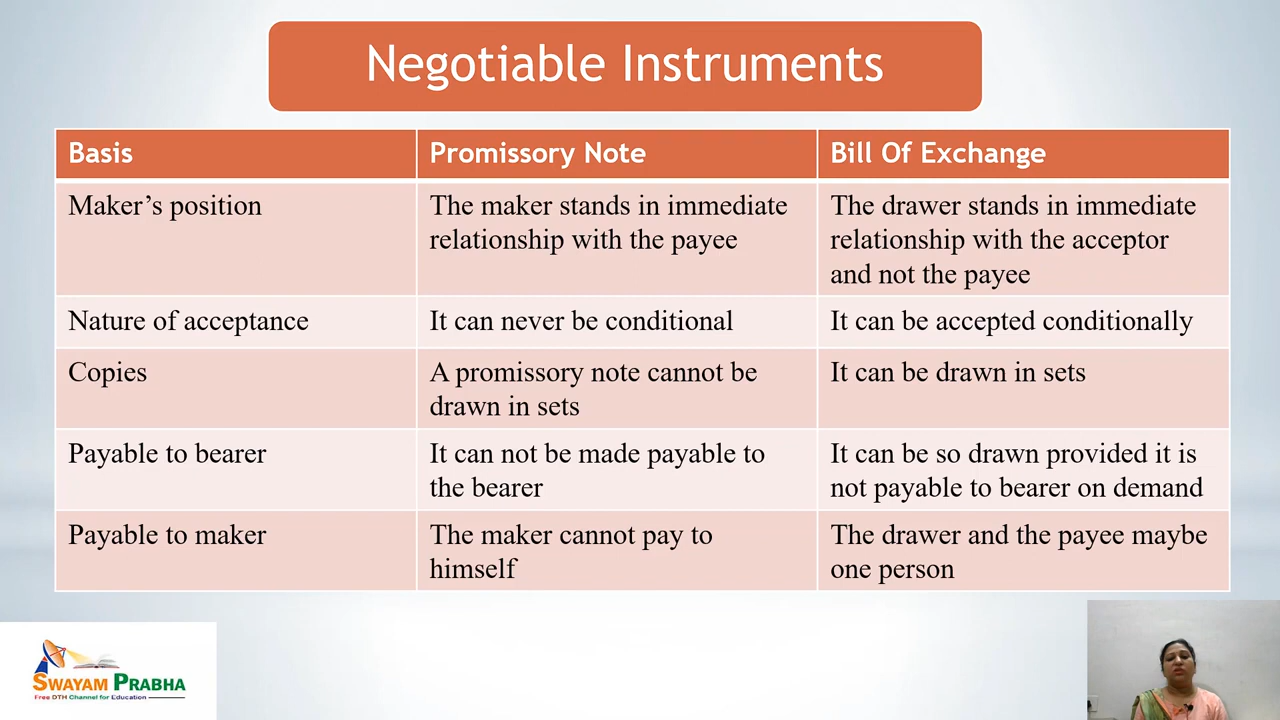 Negotiable Instruments
Basis
Promissory Note
Bill Of Exchange
Maker’s position
The maker stands in immediate
relationship with the payee
The drawer stands in immediate
relationship with the acceptor
and not the payee
Nature of acceptance
It can never be conditional
It can be accepted conditionally
Copies
A promissory note cannot be
drawn in sets
It can be drawn in sets
Payable to bearer
It can not be made payable to
the bearer
It can be so drawn provided it is
not payable to bearer on demand
Payable to maker
The maker cannot pay to
himself
The drawer and the payee maybe
one person
SWAYAM PRABHA
Free DTH Channel for Education